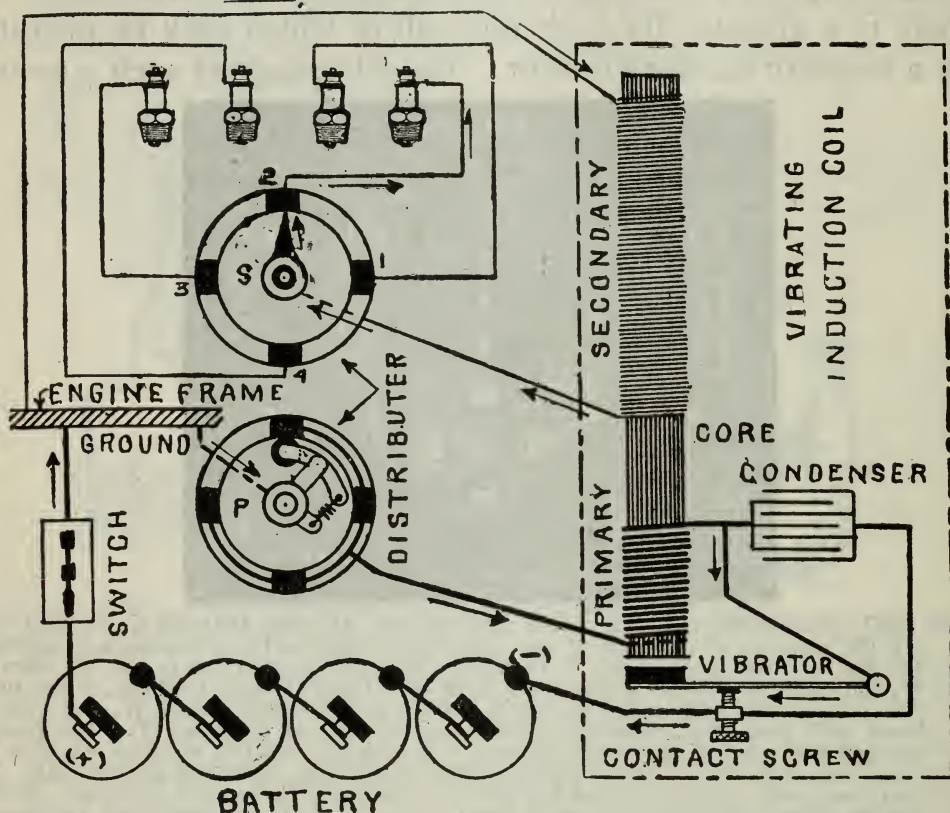 SECONDARY
VIBRATING
INDUCTION COIL
2
S
1
3
4
ENGINE FRAME
GROUND
P
DISTRIBUTER
CORE
CONDENSER
PRIMARY
SWITCH
VIBRATOR
(-)
(+)
CONTACT SCREW
BATTERY